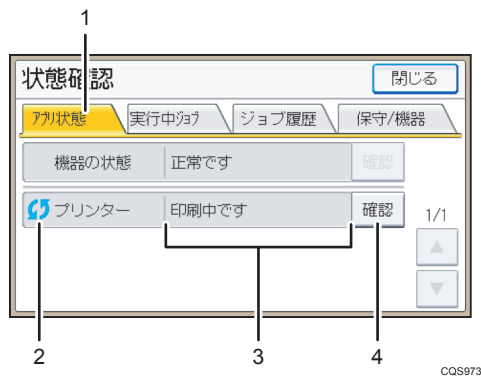 1
状態確認
閉じる
ｱﾌﾟﾘ状態
実行中ｼﾞｮﾌﾞ
ジョブ履歴
保守/機器
機器の状態
正常です
確認
プリンター
印刷中です
確認
1/1
2
3
4
CQS973